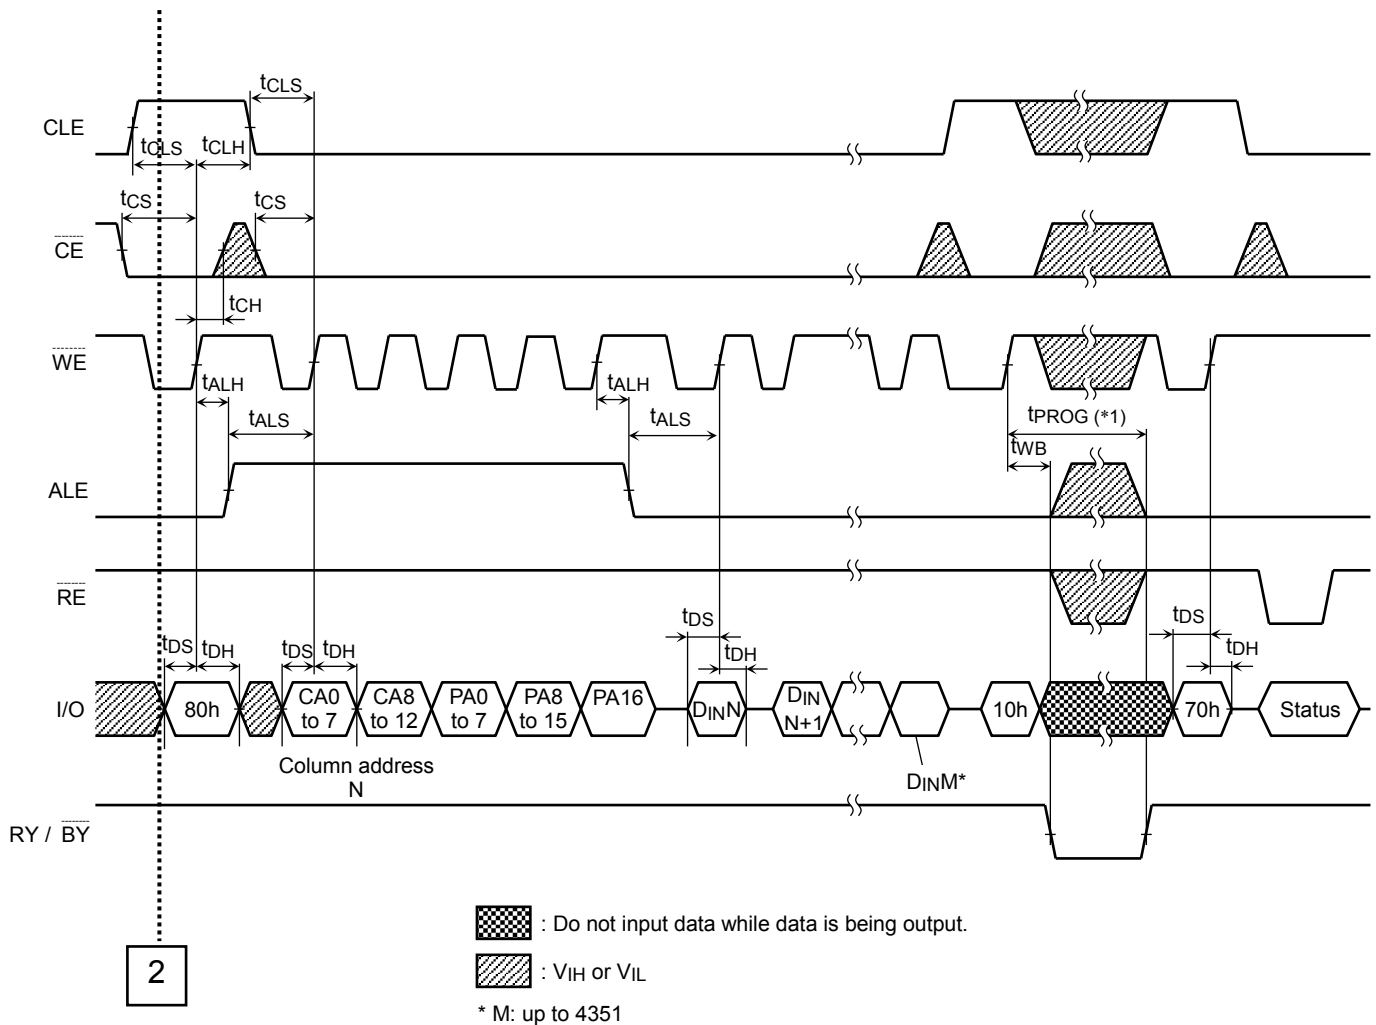 tCLS
CLE
tCLS
tCLH
tCS
tCS
CE
tCH
WE
tALH
tALH
tALS
tALS
tPROG (*1)
tWB
ALE
RE
tDS
tDH
tDS
tDH
tDS
tDH
tDS
tDH
I/O
80h
CA0 to 7
CA8 to 12
PA0 to 7
PA8 to 15
PA16
DINN
DIN N+1
10h
70h
Status
Column address
N
DINM*
RY / BY
2
: Do not input data while data is being output.
: VIH or VIL
* M: up to 4351